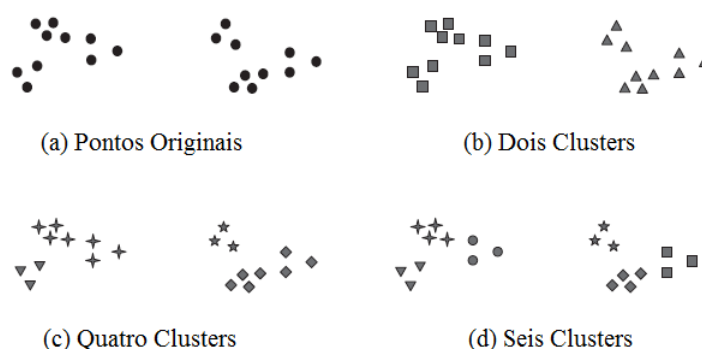 (a) Pontos Originais
(b) Dois Clusters
(c) Quatro Clusters
(d) Seis Clusters